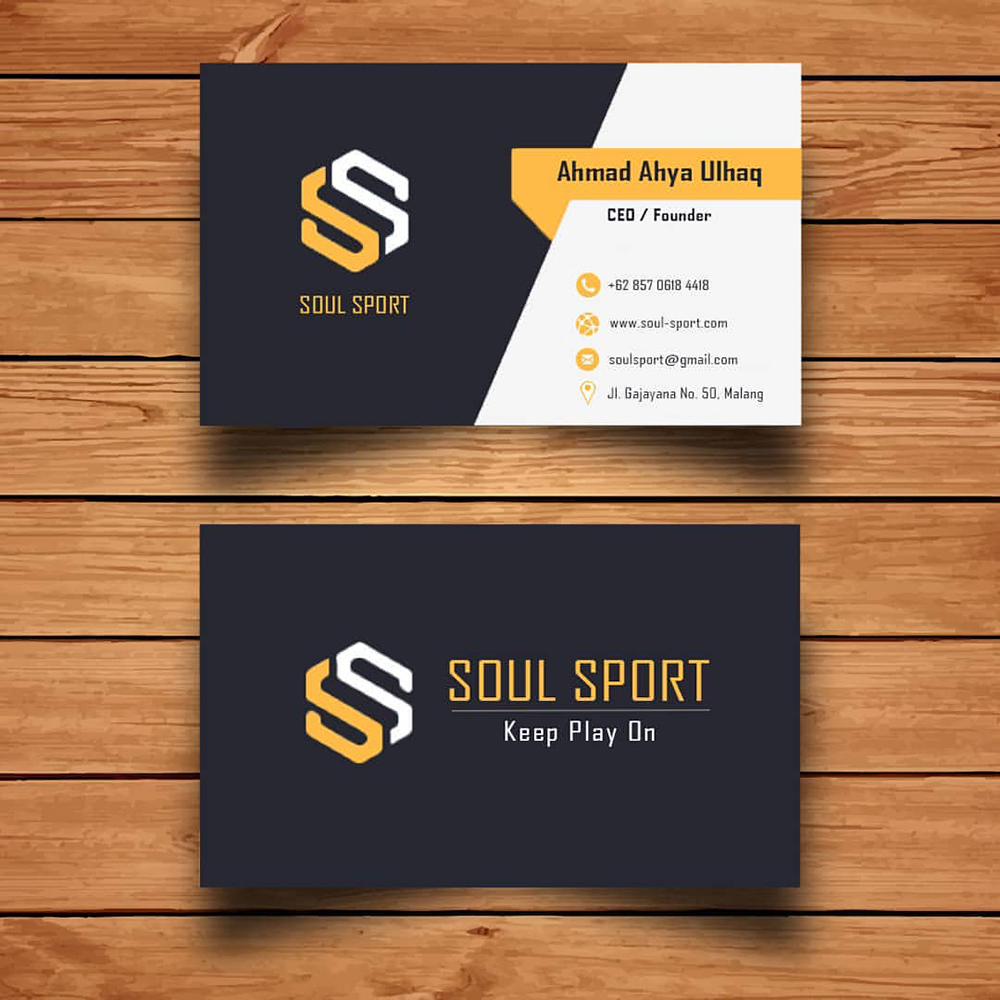 SOUL SPORT
Ahmad Ahya Ulhaq
CEO / Founder
+62 857 0618 4418
www.soul-sport.com
soulsport@gmail.com
Jl. Gajayana No. 50, Malang
SOUL SPORT
Keep Play On